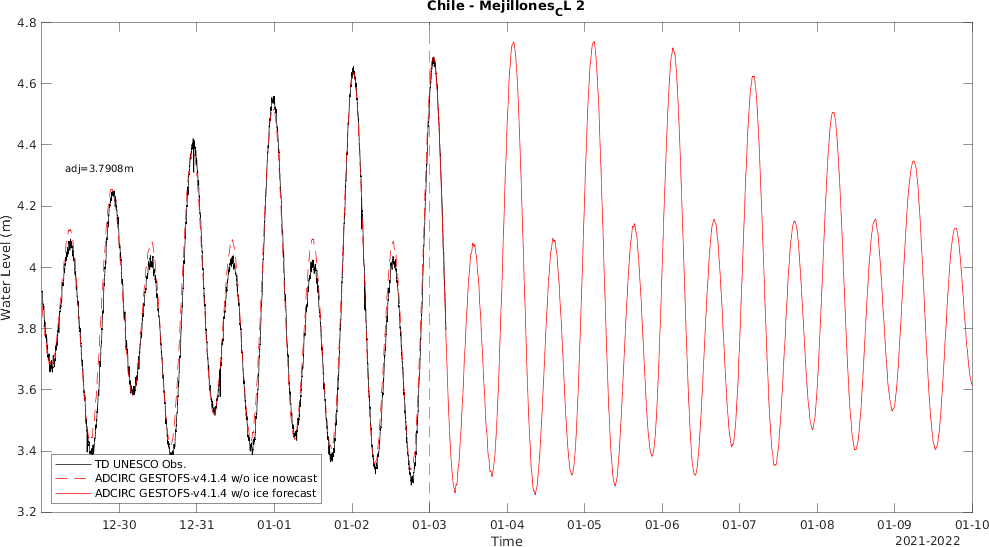 Chile - Mejillones_CL 2
4.8
4.6
4.4
4.2
4
3.8
3.6
3.4
3.2
Water Level (m)
adj=3.7908m
TD UNESCO Obs.
ADCIRC GESTOFS-v4.1.4 w/o ice nowcast
ADCIRC GESTOFS-v4.1.4 w/o ice forecast
12-30 12-31 01-01 01-02 01-03 01-04 01-05 01-06 01-07 01-08 01-09 01-10
Time
2021-2022